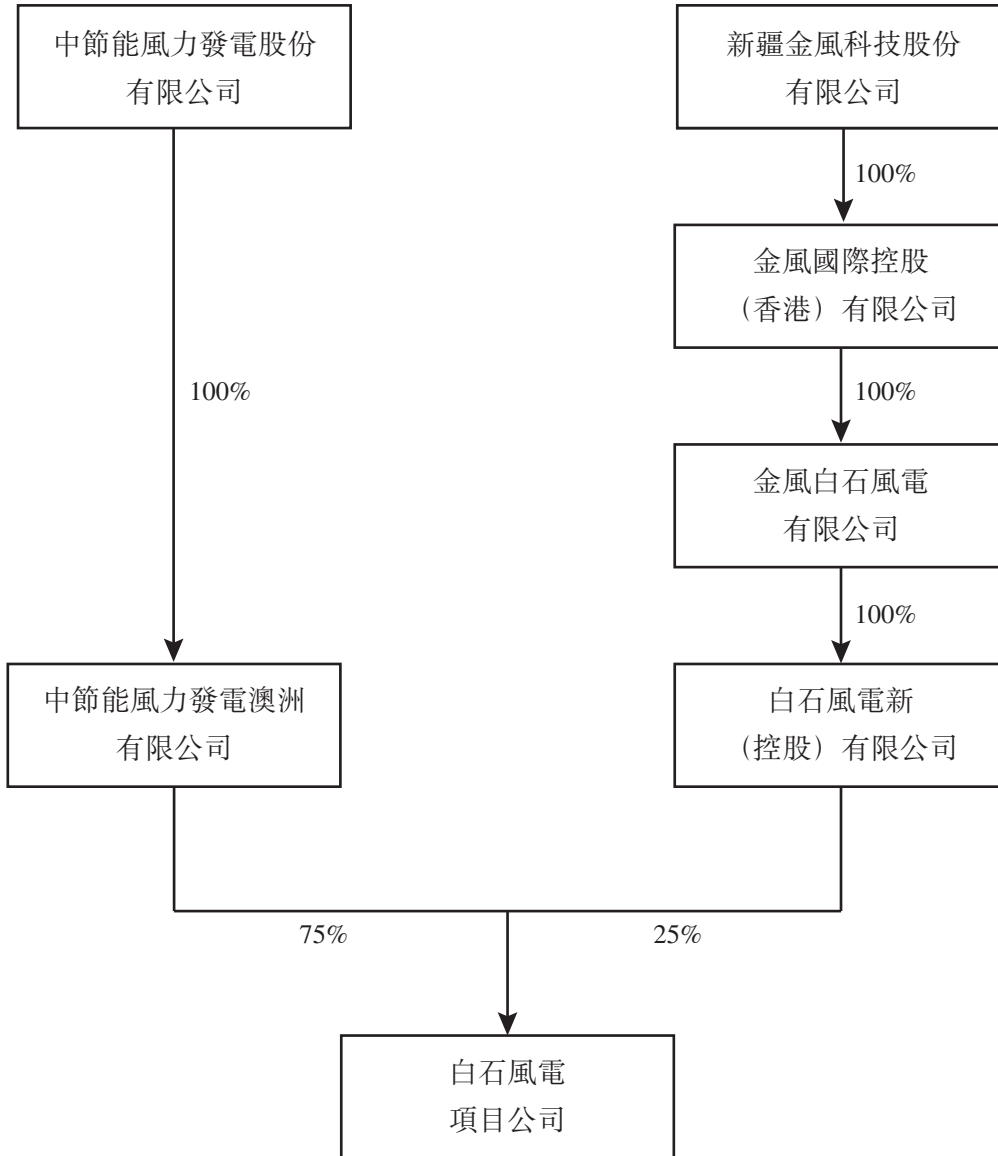 中節能風力發電股份
有限公司
新疆金風科技股份
有限公司
100%
金風國際控股
（香港）有限公司
100%
100%
金風白石風電
有限公司
100%
中節能風力發電澳洲
有限公司
白石風電新
（控股）有限公司
75%
25%
白石風電
項目公司